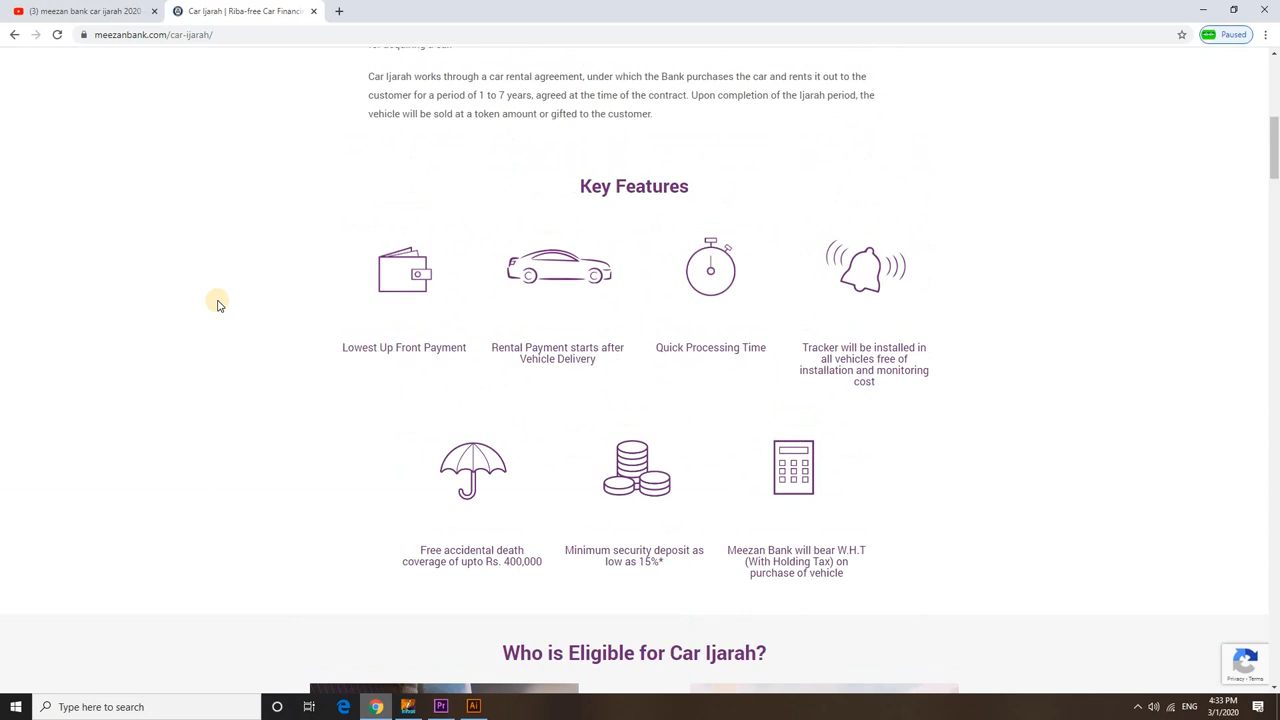 (3) meezan bank car ijarah 2020
Car Ijarah | Riba-free Car Financi
meezanbank.com/car-ijarah/
Paused
Car Ijarah works through a car rental agreement, under which the Bank purchases the car and rents it out to the
customer for a period of 1 to 7 years, agreed at the time of the contract. Upon completion of the Ijarah period, the
vehicle will be sold at a token amount or gifted to the customer.
Key Features
Lowest Up Front Payment
Rental Payment starts after
Vehicle Delivery
Quick Processing Time
Tracker will be installed in
all vehicles free of
installation and monitoring
cost
Free accidental death
coverage of upto Rs. 400,000
Minimum security deposit as
low as 15%*
Meezan Bank will bear W.H.T
(With Holding Tax) on
purchase of vehicle
Who is Eligible for Car Ijarah?
Privacy - Terms
Type here to search
Pr
Ai
ENG
4:33 PM
3/1/2020